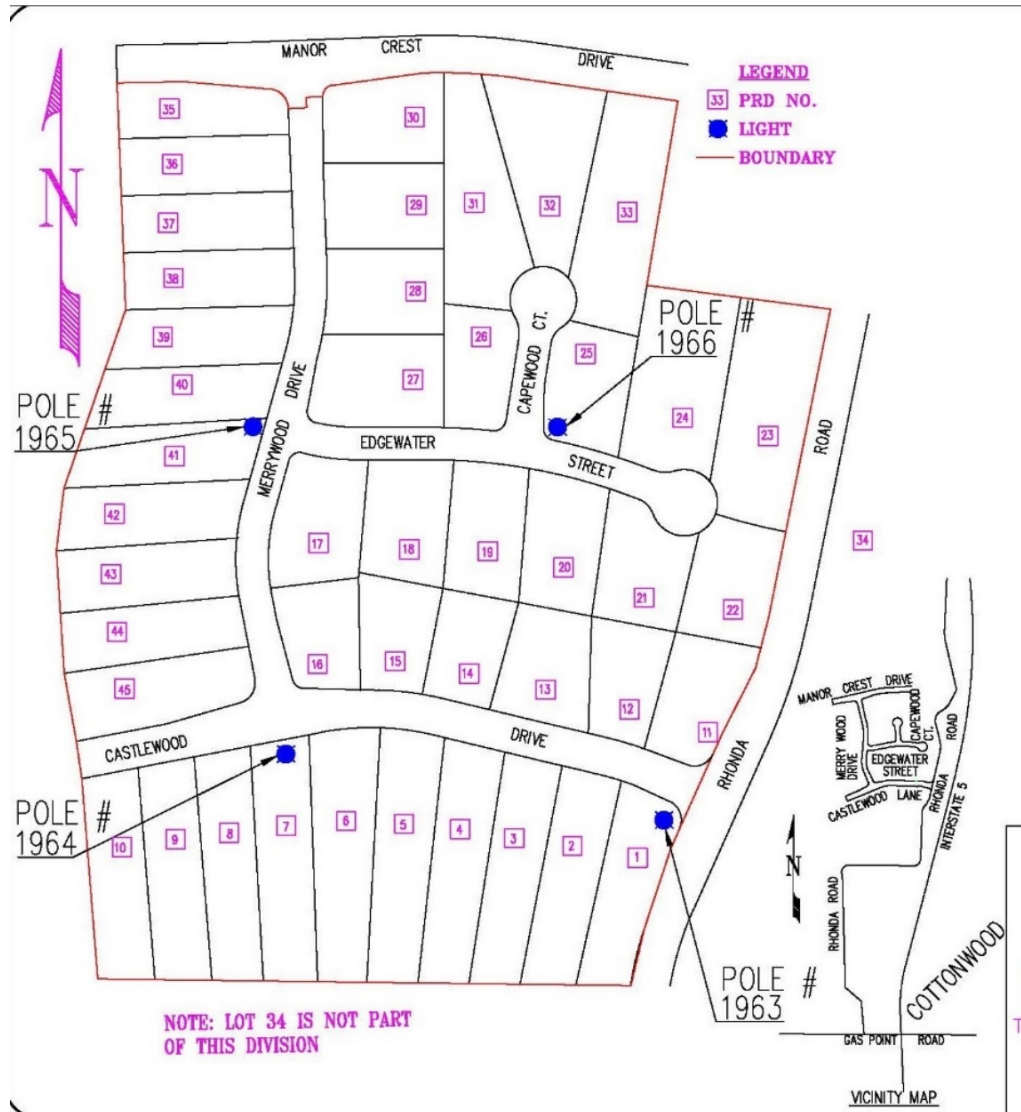 MANOR CREST DRIVE
LEGEND
33 PRD NO.
LIGHT
BOUNDARY
N
35
30
36
31
32
33
29
37
38
28
POLE #
1966
39
26
25
CAPEWOOD CT.
40
27
MERRYWOOD DRIVE
POLE #
1965
24
23
ROAD
41
EDGEWATER STREET
42
34
17
18
19
20
43
21
22
44
16
15
14
13
12
11
45
CASTLEWOOD DRIVE
RHONDA
POLE #
1964
10
9
8
7
6
5
4
3
2
1
POLE #
1963
MANOR CREST DRIVE
CAPEWOOD CT.
MERRY WOOD DRIVE
EDGEWATER STREET
CASTLEWOOD LANE
RHONDA ROAD
INTERSTATE 5
N
RHONDA ROAD
COTTONWOOD
T
GAS POINT ROAD
VICINITY MAP
NOTE: LOT 34 IS NOT PART
OF THIS DIVISION